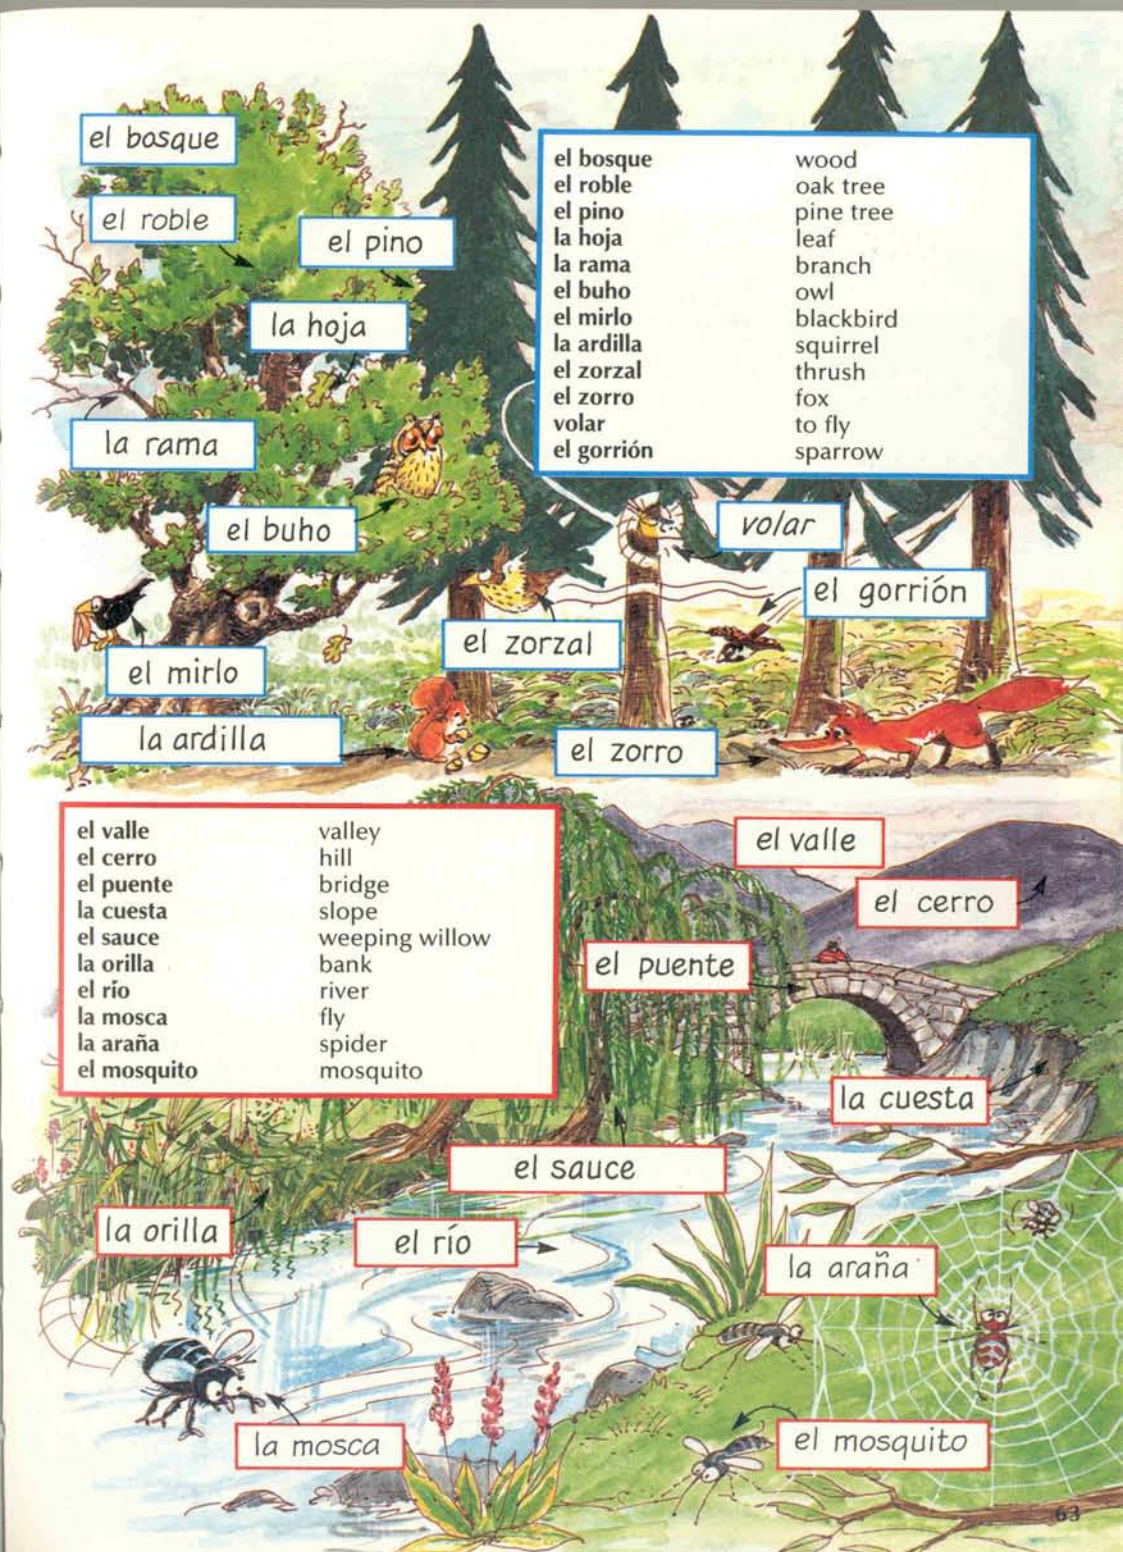 el bosque
el roble
el pino
la hoja
la rama
el buho
el mirlo
la ardilla
el bosque wood
el roble oak tree
el pino pine tree
la hoja leaf
la rama branch
el buho owl
el mirlo blackbird
la ardilla squirrel
el zorzal thrush
el zorro fox
volar to fly
el gorrión sparrow
volar
el gorrión
el zorzal
el zorro
el valle valley
el cerro hill
el puente bridge
la cuesta slope
el sauce weeping willow
la orilla bank
el río river
la mosca fly
la araña spider
el mosquito mosquito
el valle
el cerro
el puente
la cuesta
el sauce
la orilla
el río
la araña
la mosca
el mosquito
63